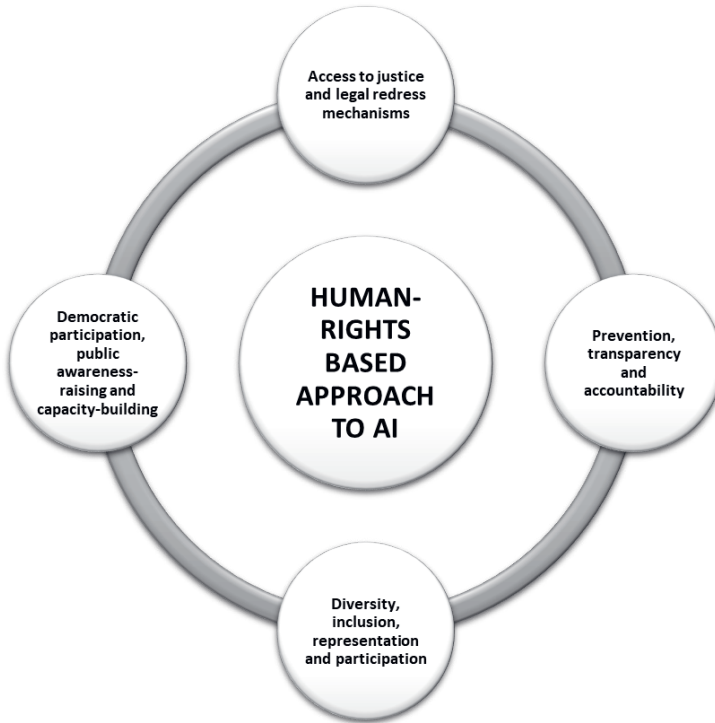 Access to justice
and legal redress
mechanisms
Democratic
participation,
public
awareness-
raising and
capacity-building
HUMAN-
RIGHTS
BASED
APPROACH
TO AI
Prevention,
transparency
and
accountability
Diversity,
inclusion,
representation
and participation